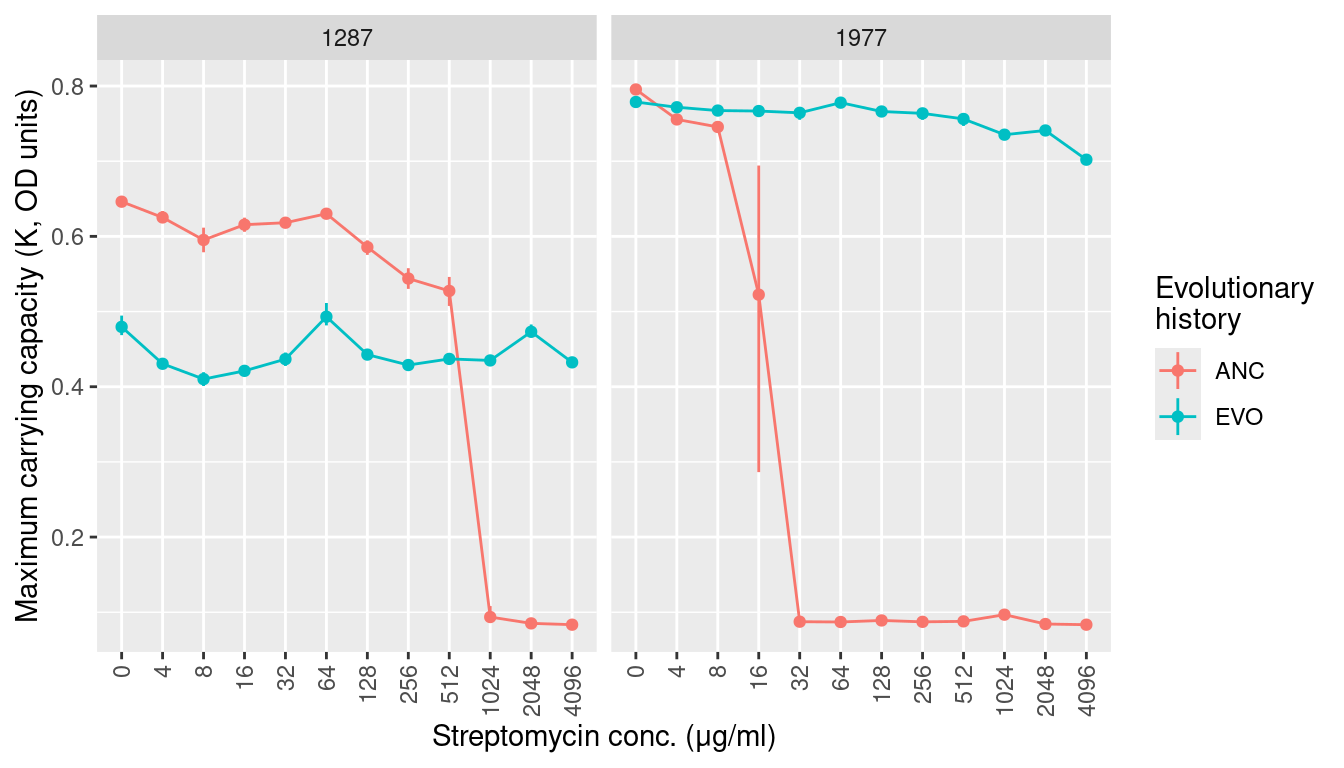 1287
1977
Maximum carrying capacity (K, OD units)
0.8
0.6
0.4
0.2
0 4 8 16 32 64 128 256 512 1024 2048 4096
0 4 8 16 32 64 128 256 512 1024 2048 4096
Streptomycin conc. (μg/ml)
Evolutionary
history
ANC
EVO